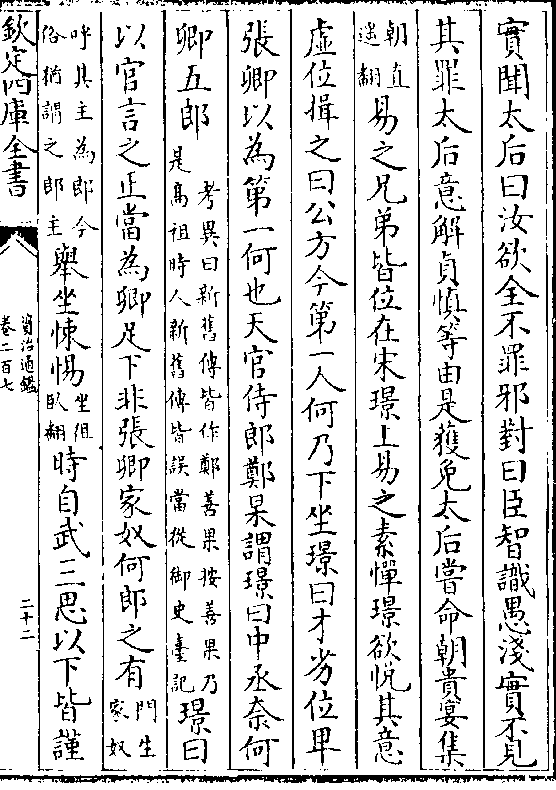 實聞太后曰汝欲全不罪邪對曰臣智識愚淺實不見
其罪太后意解貞慎等由是獲免太后嘗命朝貴宴集
朝直
遥翻
易之兄弟皆位在宋璟上易之素憚璟欲悦其意
虚位揖之曰公方今第一人何乃下坐璟曰才劣位卑
張卿以為第一何也天官侍郎鄭杲謂璟曰中丞奈何
卿五郎
考異曰新舊傳皆作鄭善果按善果乃
是高祖時人新舊傳皆誤當從御史臺記
璟曰
以官言之正當為卿足下非張卿家奴何郎之有
門生
家奴
呼其主為郎今
俗猶謂之郎主
舉坐悚惕
坐徂
卧翻
時自武三思以下皆謹
欽定四庫全書
資治通鑑
卷二百七
二十二